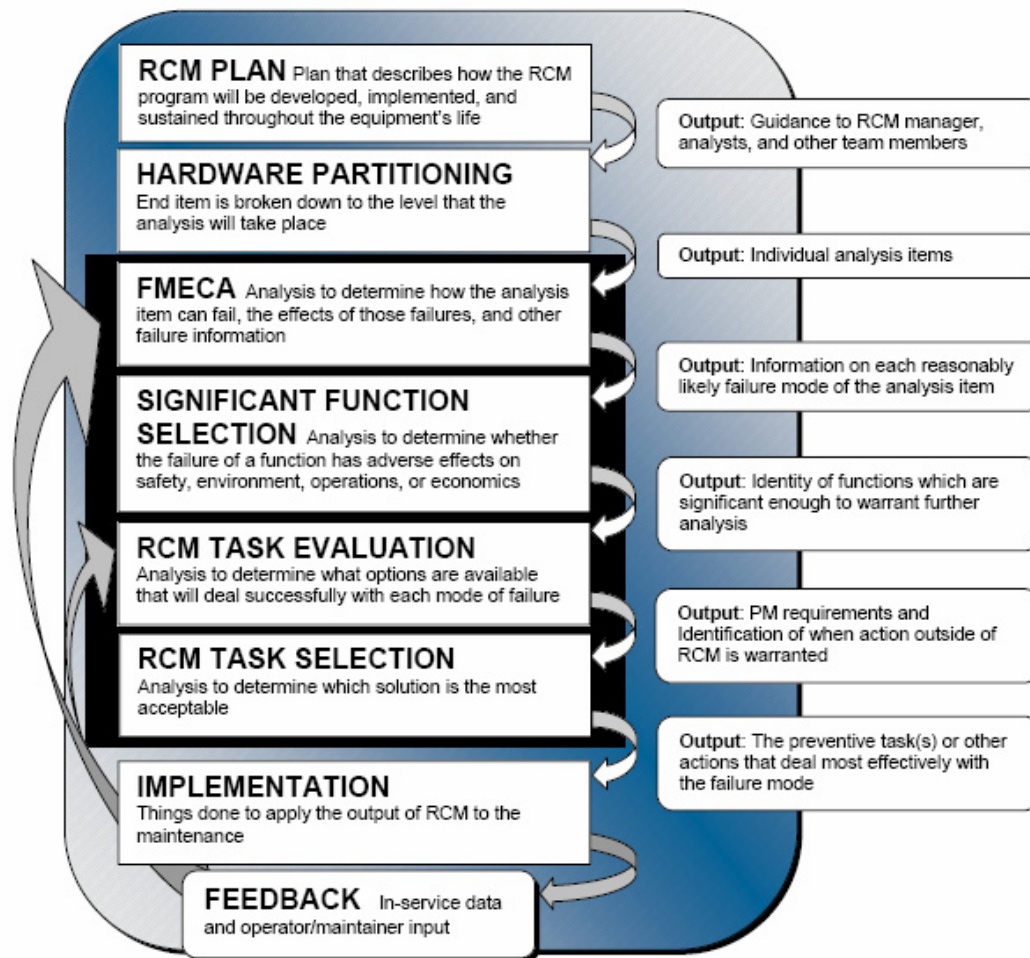 RCM PLAN Plan that describes how the RCM
program will be developed, implemented, and
sustained throughout the equipment's life
Output: Guidance to RCM manager,
analysts, and other team members
HARDWARE PARTITIONING
End item is broken down to the level that the
analysis will take place
Output: Individual analysis items
FMECA Analysis to determine how the analysis
item can fail, the effects of those failures, and other
failure information
Output: Information on each reasonably
likely failure mode of the analysis item
SIGNIFICANT FUNCTION
SELECTION Analysis to determine whether
the failure of a function has adverse effects on
safety, environment, operations, or economics
Output: Identity of functions which are
significant enough to warrant further
analysis
RCM TASK EVALUATION
Analysis to determine what options are available
that will deal successfully with each mode of failure
Output: PM requirements and
Identification of when action outside of
RCM is warranted
RCM TASK SELECTION
Analysis to determine which solution is the most
acceptable
Output: The preventive task(s) or other
actions that deal most effectively with
the failure mode
IMPLEMENTATION
Things done to apply the output of RCM to the
maintenance
FEEDBACK In-service data
and operator/maintainer input